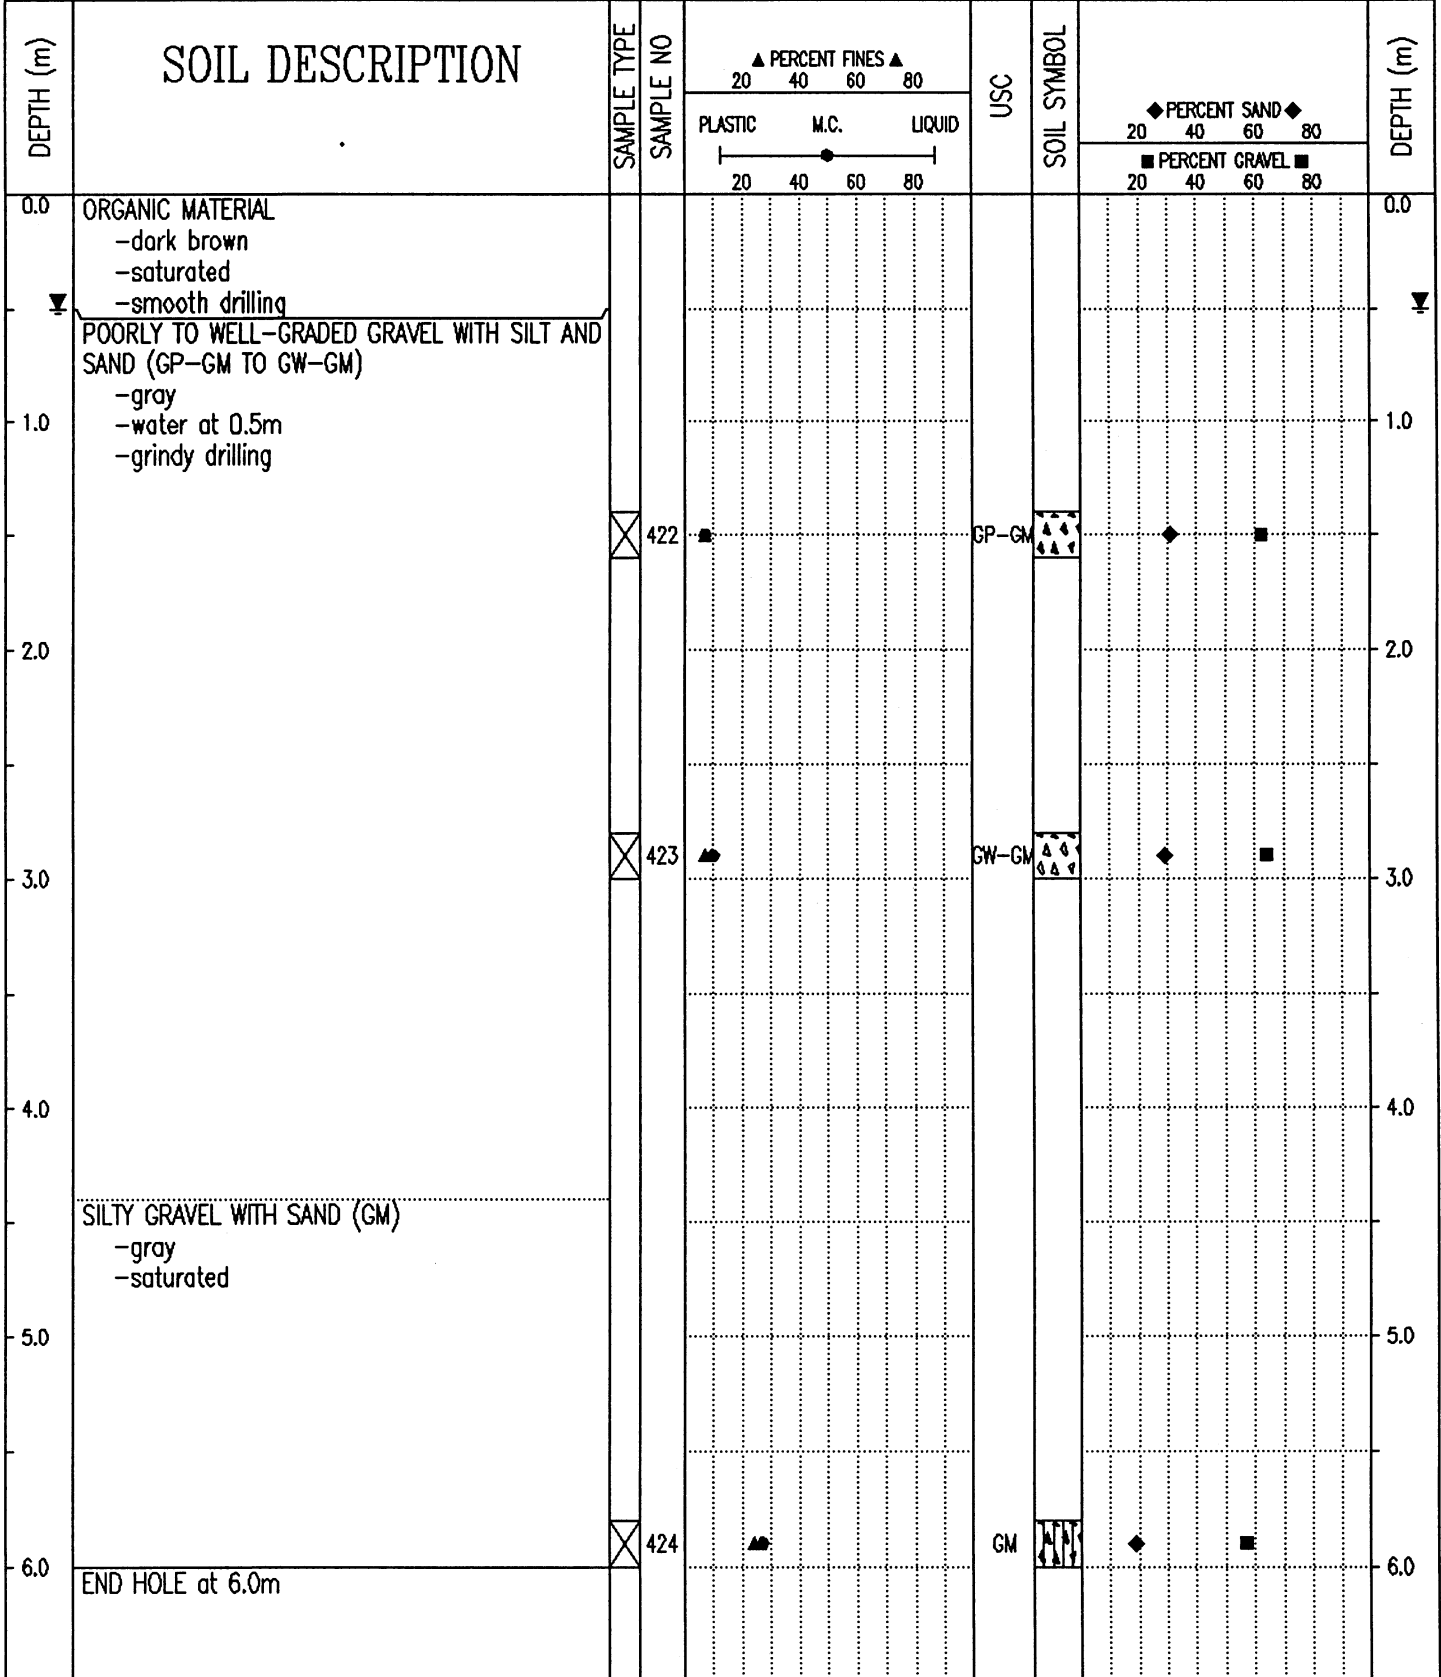 DEPTH (m)
SOIL DESCRIPTION
SAMPLE TYPE
SAMPLE NO
▲ PERCENT FINES ▲
20 40 60 80
PLASTIC M.C. LIQUID
20 40 60 80
USC
SOIL SYMBOL
◆PERCENT SAND◆
20 40 60 80
■ PERCENT GRAVEL ■
20 40 60 80
DEPTH (m)
0.0 ORGANIC MATERIAL 0.0
-dark brown
-saturated
-smooth drilling
POORLY TO WELL-GRADED GRAVEL WITH SILT AND
SAND (GP-GM TO GW-GM)
-gray
1.0 -water at 0.5m 1.0
-grindy drilling
422 GP-GM
2.0 2.0
423 GW-GM
3.0 3.0
4.0 4.0
SILTY GRAVEL WITH SAND (GM)
-gray
-saturated
5.0 5.0
424 GM
6.0 6.0
END HOLE at 6.0m